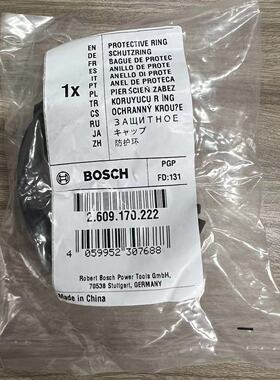 1x
EN PROTECTIVE RING
DE SCHUTZRING
FR BAGUE DE PROTEC
ES ANILLO DE PROTE
IT ANELLO DI PROTE
PT ANEL DE PROTECÇ
PL PIERŚCIEŃ ZABEZ
TR KORUYUCU RING
CS OCHRANNÝ KROU?E
RU ЗАЩИТНОЕ
JA キャップ
ZH 防护环
BOSCH
PGP
FD:131
2.609.170.222
4 059952 307688
Robert Bosch Power Tools GmbH,
70538 Stuttgart, GERMANY
Made in China